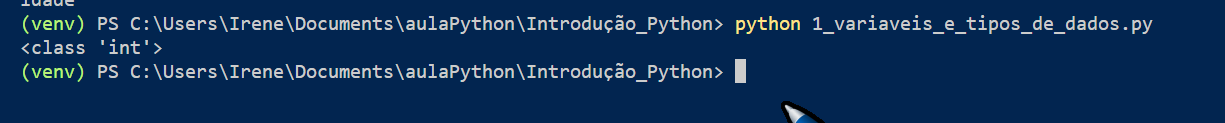 idade
(venv) PS C:\Users\Irene\Documents\aulaPython\Introdução_Python> python 1_variaveis_e_tipos_de_dados.py
<class 'int'>
(venv) PS C:\Users\Irene\Documents\aulaPython\Introdução_Python>